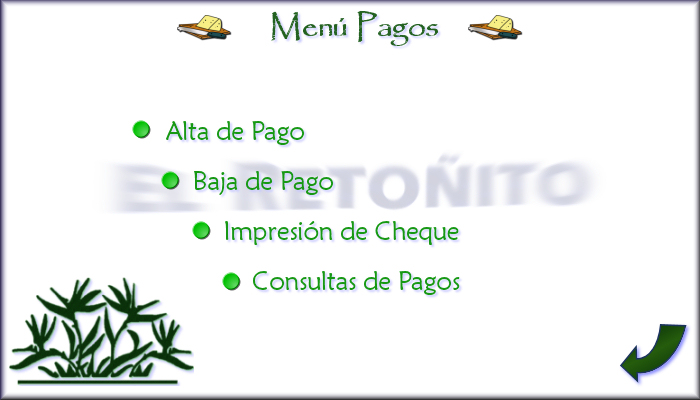 Menú Pagos
Alta de Pago
EL RETOÑITO
Baja de Pago
Impresión de Cheque
Consultas de Pagos